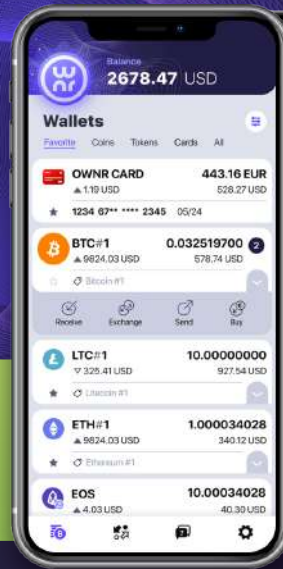 Balance
2678.47 USD
Wallets
Favorite Coins Tokens Cards All
OWNR CARD 443.16 EUR
▲ 1.19 USD 528.27 USD
1234 67** **** 2345 05/24
BTC#1 0.032519700 2
▲ 9824.03 USD 578.74 USD
Bitcoin #1
Receive Exchange Send Buy
LTC#1 10.00000000
▽ 325.41 USD 927.54 USD
Litecoin #1
ETH#1 1.000034028
▲ 9824.03 USD 340.12 USD
Ethereum #1
EOS 10.00034028
▲ 4.03 USD 40.30 USD